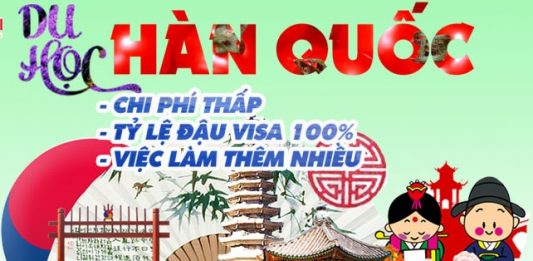 DU HỌC
HÀN QUỐC
- CHI PHÍ THẤP
- TỶ LỆ ĐẬU VISA 100%
- VIỆC LÀM THÊM NHIỀU